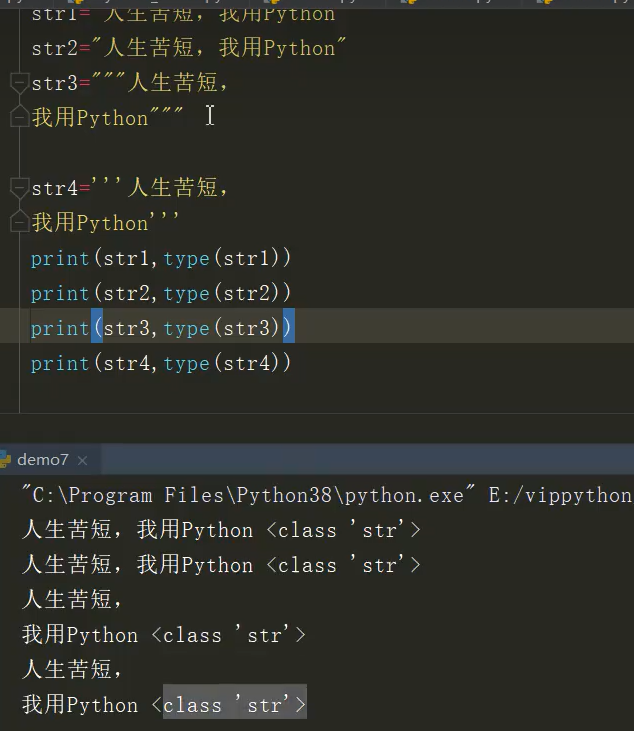 str1="人生苦短，我用Python
str2="人生苦短，我用Python"
str3="""人生苦短，
我用Python"""
str4='''人生苦短，
我用Python'''
print(str1,type(str1))
print(str2,type(str2))
print(str3,type(str3))
print(str4,type(str4))
demo7
"C:\Program Files\Python38\python.exe" E:/vippython
人生苦短，我用Python <class 'str'>
人生苦短，我用Python <class 'str'>
人生苦短，
我用Python <class 'str'>
人生苦短，
我用Python <class 'str'>